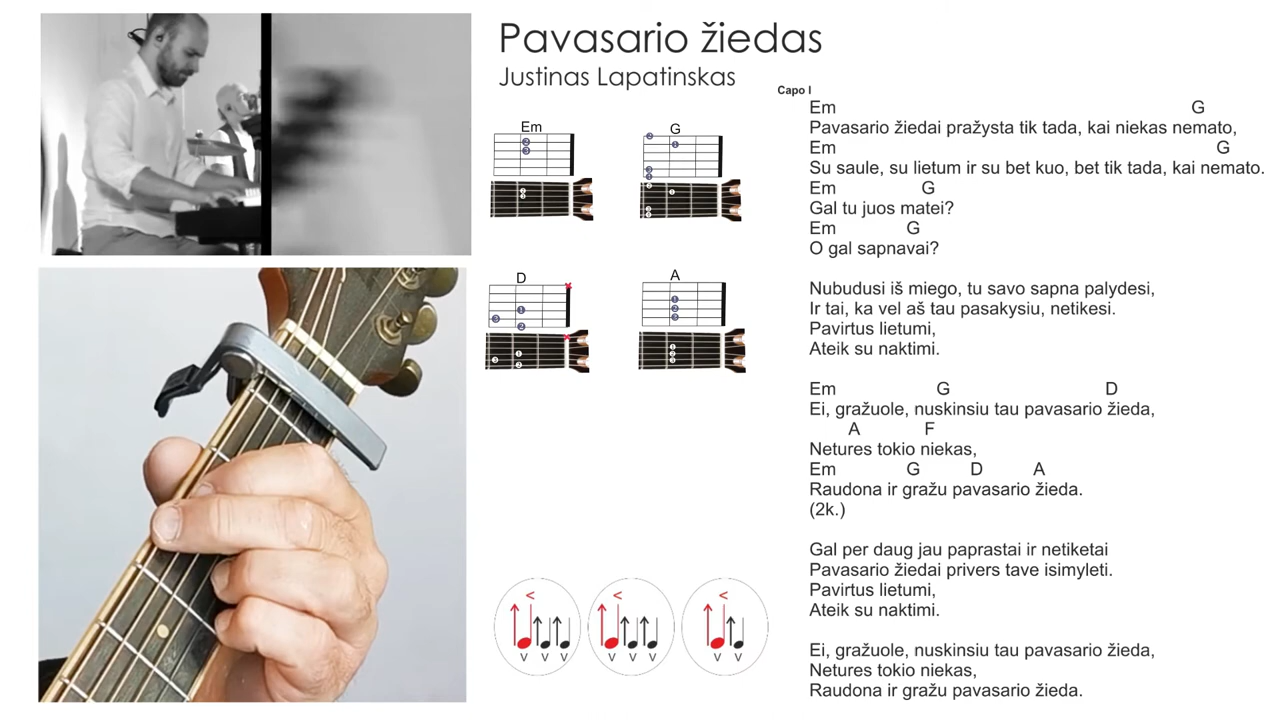 Pavasario žiedas
Justinas Lapatinskas
Em
G
D
A
Capo I
Em G
Pavasario žiedai pražysta tik tada, kai niekas nemato,
Em G
Su saule, su lietum ir su bet kuo, bet tik tada, kai nemato.
Em G
Gal tu juos matei?
Em G
O gal sapnavai?
Nubudusi iš miego, tu savo sapna palydesi,
Ir tai, ka vel aš tau pasakysiu, netikesi.
Pavirtus lietumi,
Ateik su naktimi.
Em G D
Ei, gražuole, nuskinsiu tau pavasario žieda,
A F
Netures tokio niekas,
Em G D A
Raudona ir gražu pavasario žieda.
(2k.)
Gal per daug jau paprastai ir netiketai
Pavasario žiedai privers tave isimyleti.
Pavirtus lietumi,
Ateik su naktimi.
Ei, gražuole, nuskinsiu tau pavasario žieda,
Netures tokio niekas,
Raudona ir gražu pavasario žieda.